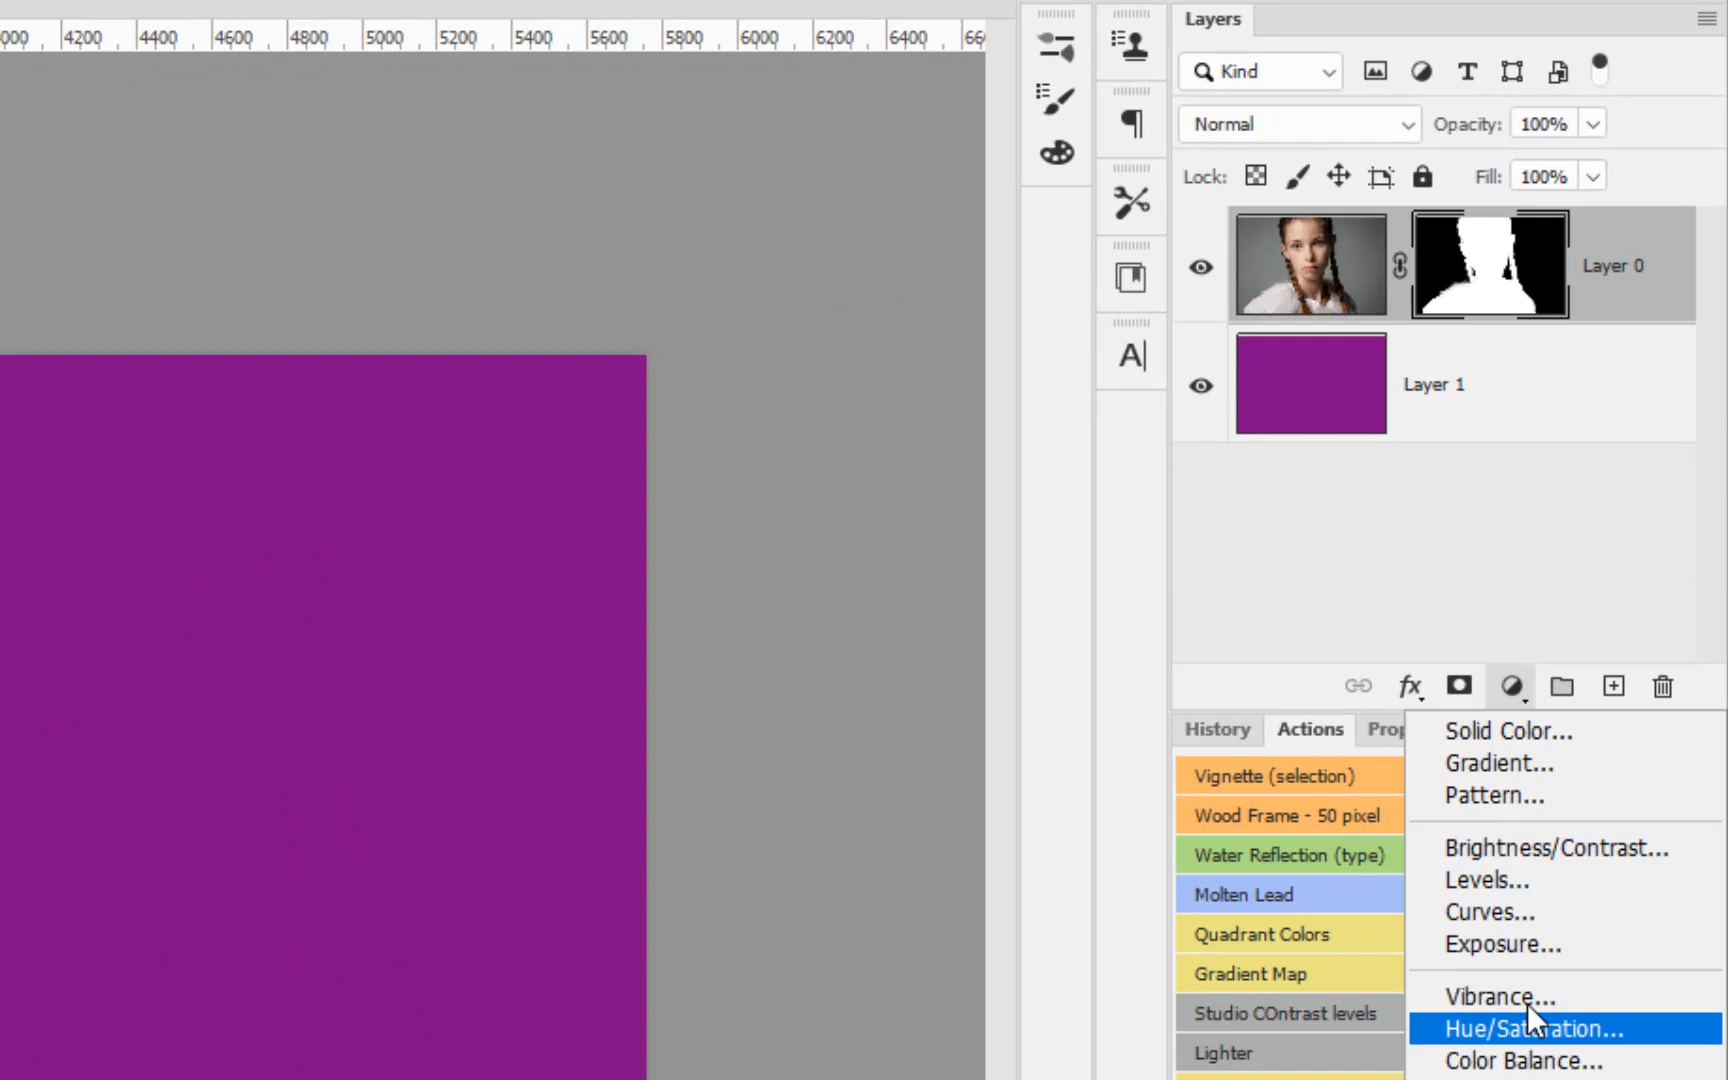 4200 4400 4600 4800 5000 5200 5400 5600 5800 6000 6200 6400
Layers
Kind
Normal Opacity: 100%
Lock: Fill: 100%
Layer 0
Layer 1
fx
History Actions
Vignette (selection)
Wood Frame - 50 pixel
Water Reflection (type)
Molten Lead
Quadrant Colors
Gradient Map
Studio COntrast levels
Lighter
Solid Color...
Gradient...
Pattern...
Brightness/Contrast...
Levels...
Curves...
Exposure...
Vibrance...
Hue/Saturation...
Color Balance...